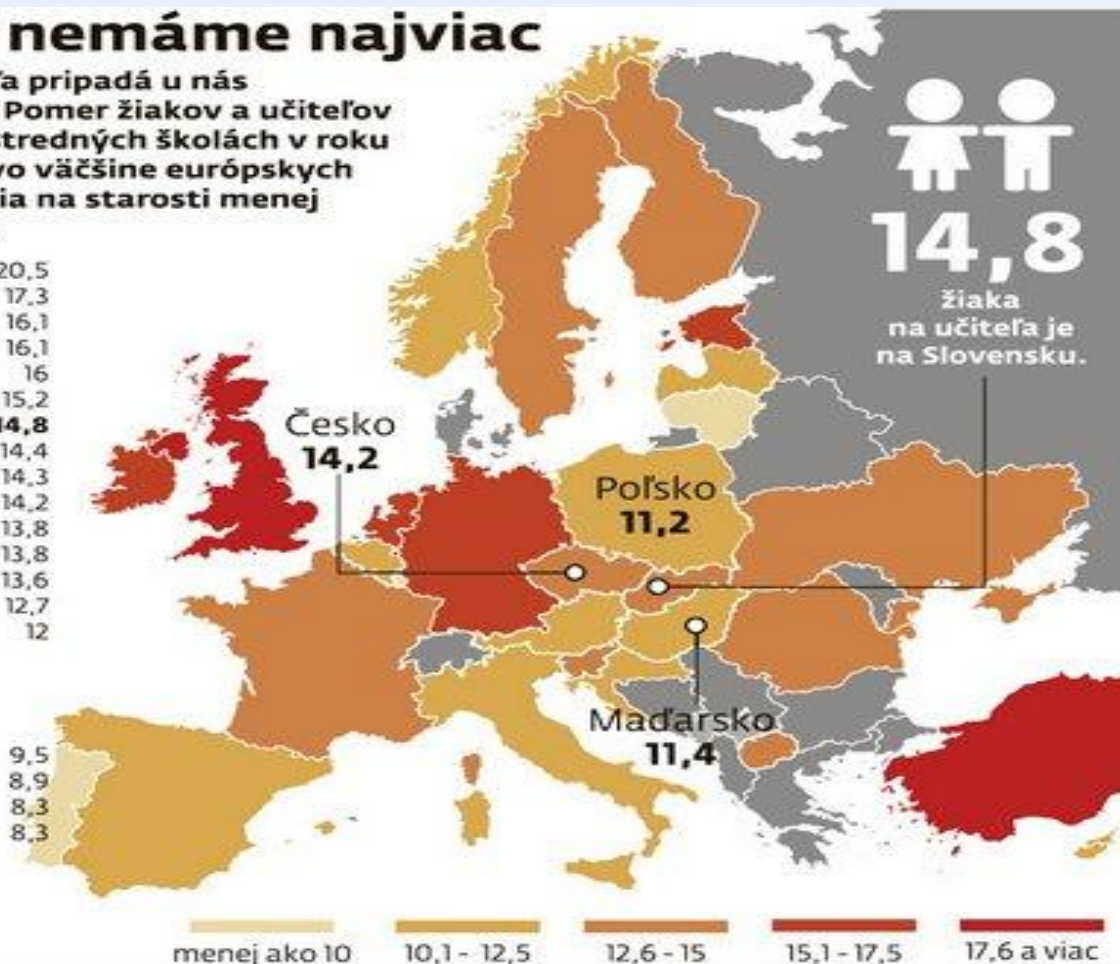 nemáme najviac
ľa pripadá u nás
Pomer žiakov a učiteľov
stredných školách v roku
vo väčšine európskych
ia na starosti menej
20,5
17,3
16,1
16,1
16
15,2
14,8
14,4
14,3
14,2
13,8
13,8
13,6
12,7
12
9,5
8,9
8,3
8,3
14,8
žiaka
na učiteľa je
na Slovensku.
Česko
14,2
Poľsko
11,2
Maďarsko
11,4
menej ako 10
10,1 - 12,5
12,6 - 15
15,1 - 17,5
17,6 a viac